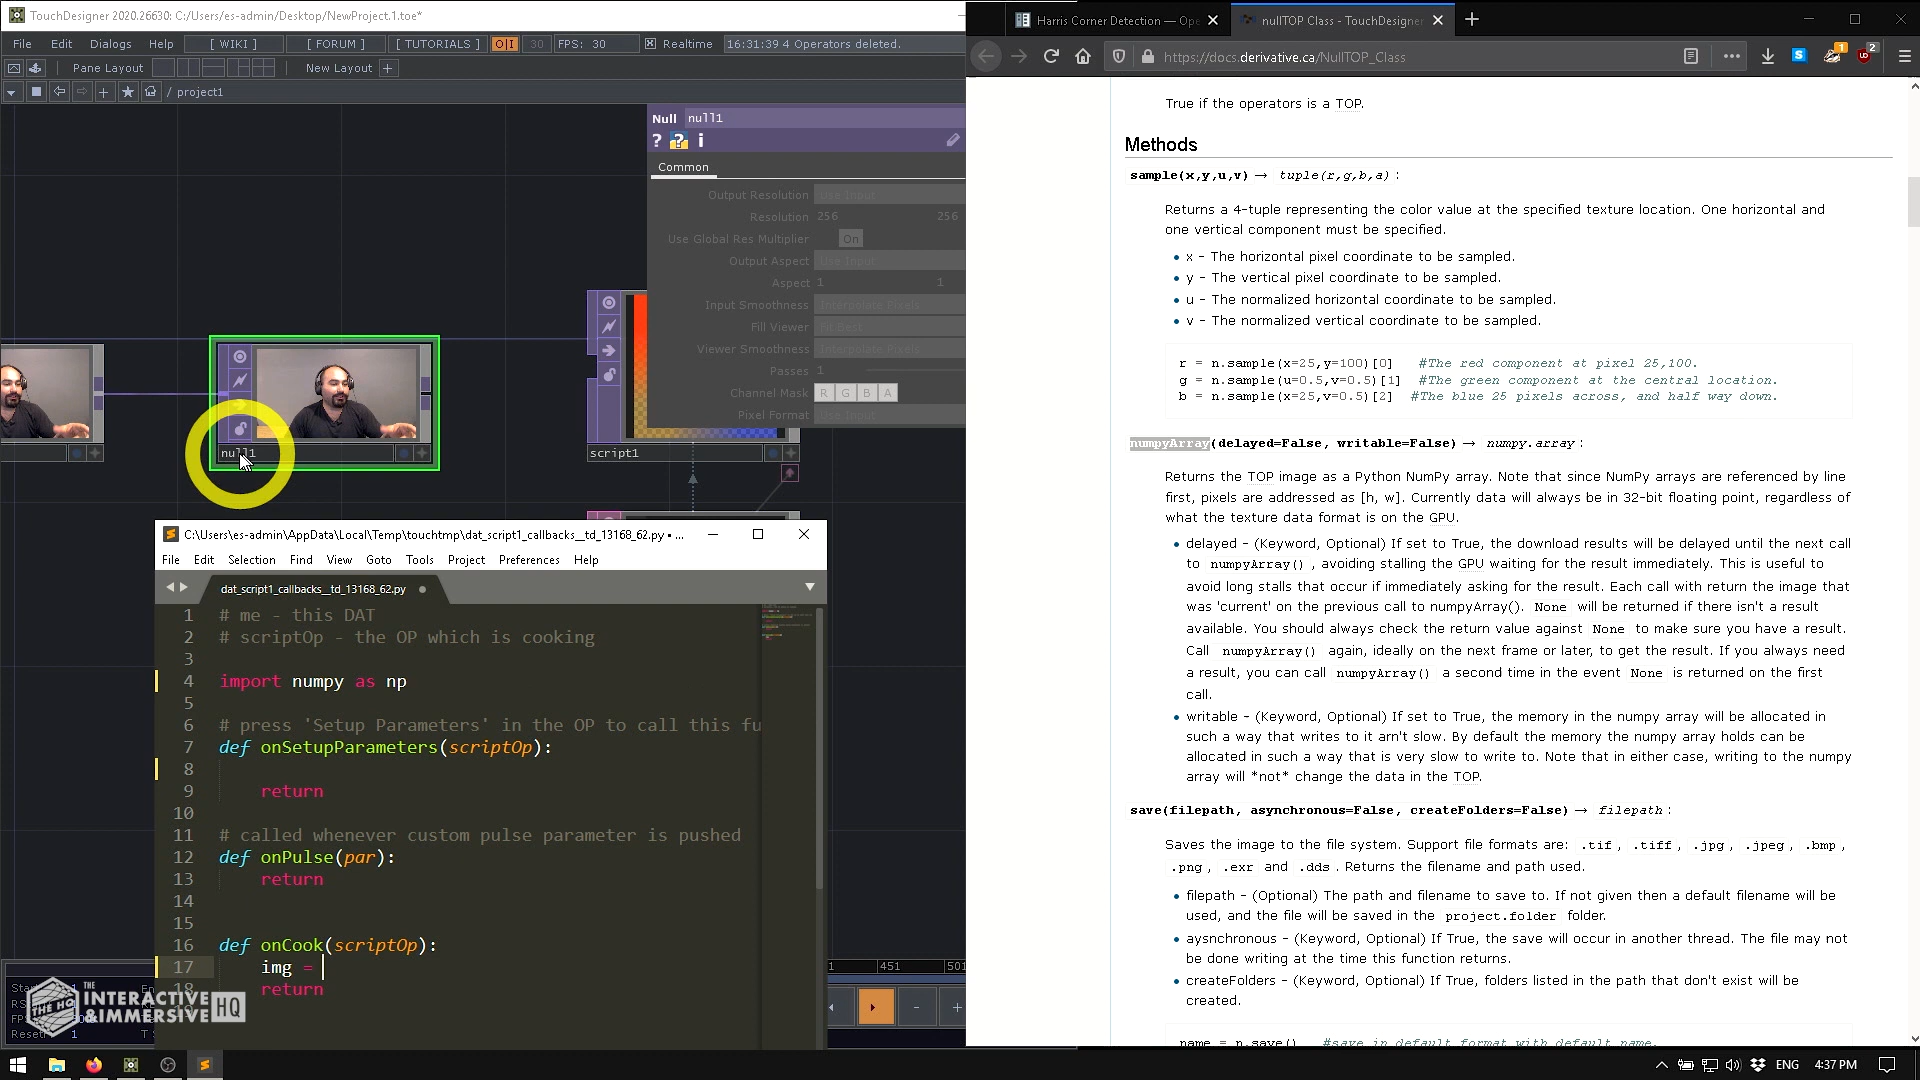 TouchDesigner 2020.26630: C:/Users/es-admin/Desktop/NewProject.1.toe*
File Edit Dialogs Help [ WIKI ] [ FORUM ] [ TUTORIALS ] O|I 30 FPS: 30 Realtime 16:31:39 4 Operators deleted.
Pane Layout New Layout +
/ project1
Null null1
? ? i
Common
Output Resolution Use Input
Resolution 256 256
Use Global Res Multiplier On
Output Aspect Use Input
Aspect 1 1
Input Smoothness Interpolate Pixels
Fill Viewer Fit Best
Viewer Smoothness Interpolate Pixels
Passes 1
Channel Mask R G B A
Pixel Format Use Input
null1
script1
C:\Users\es-admin\AppData\Local\Temp\touchtmp\dat_script1_callbacks__td_13168_62.py • ...
File Edit Selection Find View Goto Tools Project Preferences Help
dat_script1_callbacks__td_13168_62.py
1 # me - this DAT
2 # scriptOp - the OP which is cooking
3
4 import numpy as np
5
6 # press 'Setup Parameters' in the OP to call this fu
7 def onSetupParameters(scriptOp):
8
9 return
10
11 # called whenever custom pulse parameter is pushed
12 def onPulse(par):
13 return
14
15
16 def onCook(scriptOp):
17 img =
18 return
THE INTERACTIVE & IMMERSIVE HQ
THE HQ
1 451 501
Harris Corner Detection — Ope
nullTOP Class - TouchDesigner
https://docs.derivative.ca/NullTOP_Class
True if the operators is a TOP.
Methods
sample(x,y,u,v)→ tuple(r,g,b,a):
Returns a 4-tuple representing the color value at the specified texture location. One horizontal and
one vertical component must be specified.
• x - The horizontal pixel coordinate to be sampled.
• y - The vertical pixel coordinate to be sampled.
• u - The normalized horizontal coordinate to be sampled.
• v - The normalized vertical coordinate to be sampled.
r = n.sample(x=25,y=100)[0] #The red component at pixel 25,100.
g = n.sample(u=0.5,v=0.5)[1] #The green component at the central location.
b = n.sample(x=25,v=0.5)[2] #The blue 25 pixels across, and half way down.
numpyArray(delayed=False, writable=False)→ numpy.array:
Returns the TOP image as a Python NumPy array. Note that since NumPy arrays are referenced by line
first, pixels are addressed as [h, w]. Currently data will always be in 32-bit floating point, regardless of
what the texture data format is on the GPU.
• delayed - (Keyword, Optional) If set to True, the download results will be delayed until the next call
to numpyArray() , avoiding stalling the GPU waiting for the result immediately. This is useful to
avoid long stalls that occur if immediately asking for the result. Each call with return the image that
was 'current' on the previous call to numpyArray(). None will be returned if there isn't a result
available. You should always check the return value against None to make sure you have a result.
Call numpyArray() again, ideally on the next frame or later, to get the result. If you always need
a result, you can call numpyArray() a second time in the event None is returned on the first
call.
• writable - (Keyword, Optional) If set to True, the memory in the numpy array will be allocated in
such a way that writes to it arn't slow. By default the memory the numpy array holds can be
allocated in such a way that is very slow to write to. Note that in either case, writing to the numpy
array will *not* change the data in the TOP.
save(filepath, asynchronous=False, createFolders=False)→ filepath:
Saves the image to the file system. Support file formats are: .tif, .tiff, .jpg, .jpeg, .bmp,
.png, .exr and .dds. Returns the filename and path used.
• filepath - (Optional) The path and filename to save to. If not given then a default filename will be
used, and the file will be saved in the project.folder folder.
• aysnchronous - (Keyword, Optional) If True, the save will occur in another thread. The file may not
be done writing at the time this function returns.
• createFolders - (Keyword, Optional) If True, folders listed in the path that don't exist will be
created.
name = n.save() #save in default format with default name.
ENG 4:37 PM